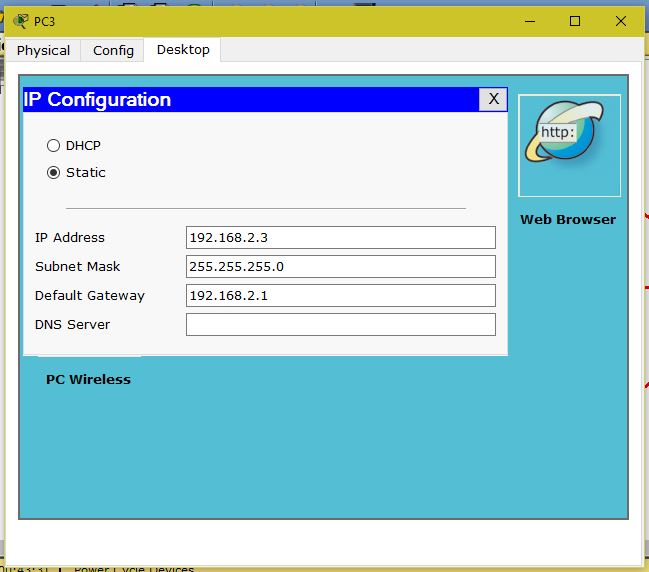 PC3
Physical Config Desktop
IP Configuration X
http:
DHCP
Static
Web Browser
IP Address 192.168.2.3
Subnet Mask 255.255.255.0
Default Gateway 192.168.2.1
DNS Server
PC Wireless
Power Cycle Devices